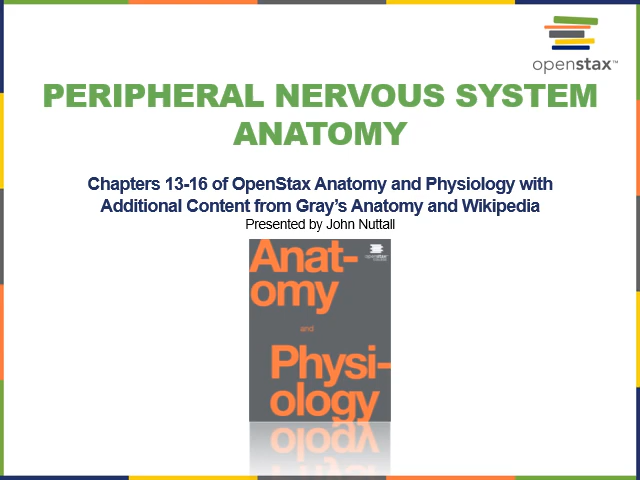 openstax™
PERIPHERAL NERVOUS SYSTEM
ANATOMY
Chapters 13-16 of OpenStax Anatomy and Physiology with
Additional Content from Gray's Anatomy and Wikipedia
Presented by John Nuttall
Anat-
omy
and
Physi-
ology